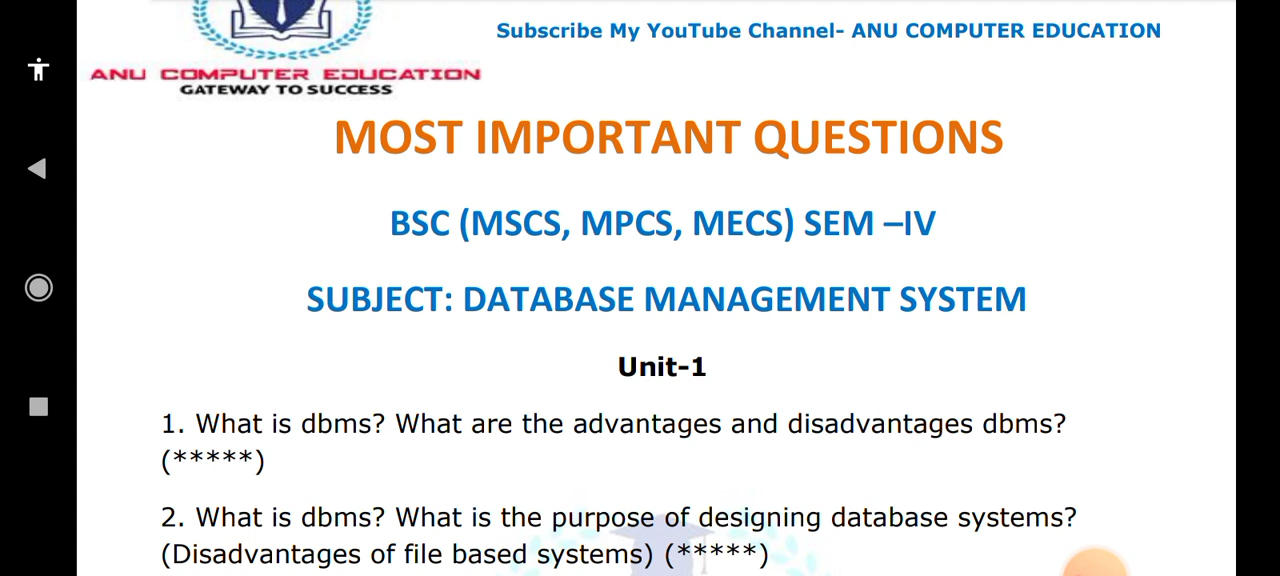 Subscribe My YouTube Channel- ANU COMPUTER EDUCATION
ANU COMPUTER EDUCATION
GATEWAY TO SUCCESS
MOST IMPORTANT QUESTIONS
BSC (MSCS, MPCS, MECS) SEM –IV
SUBJECT: DATABASE MANAGEMENT SYSTEM
Unit-1
1. What is dbms? What are the advantages and disadvantages dbms?
(*****)
2. What is dbms? What is the purpose of designing database systems?
(Disadvantages of file based systems) (*****)